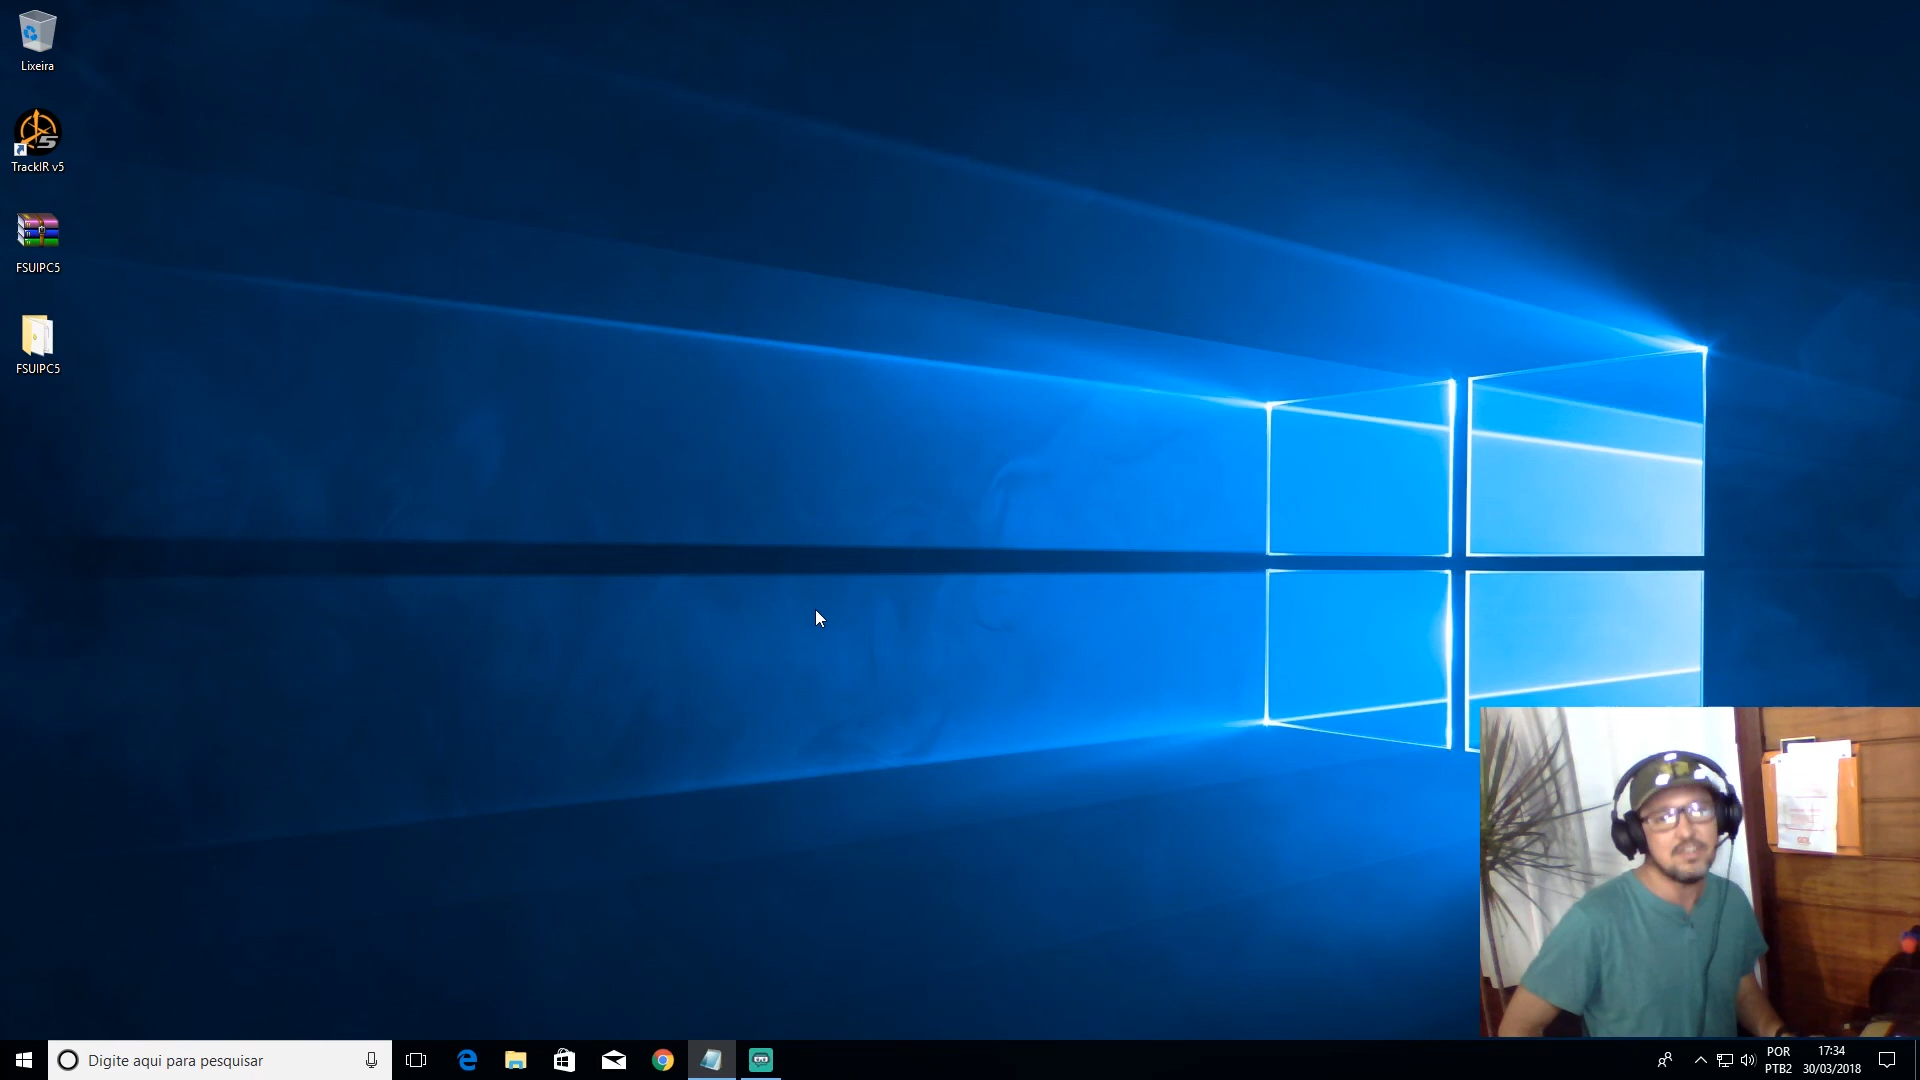 Lixeira
TrackIR v5
FSUIPC5
FSUIPC5
Digite aqui para pesquisar
POR
PTB2
17:34
30/03/2018